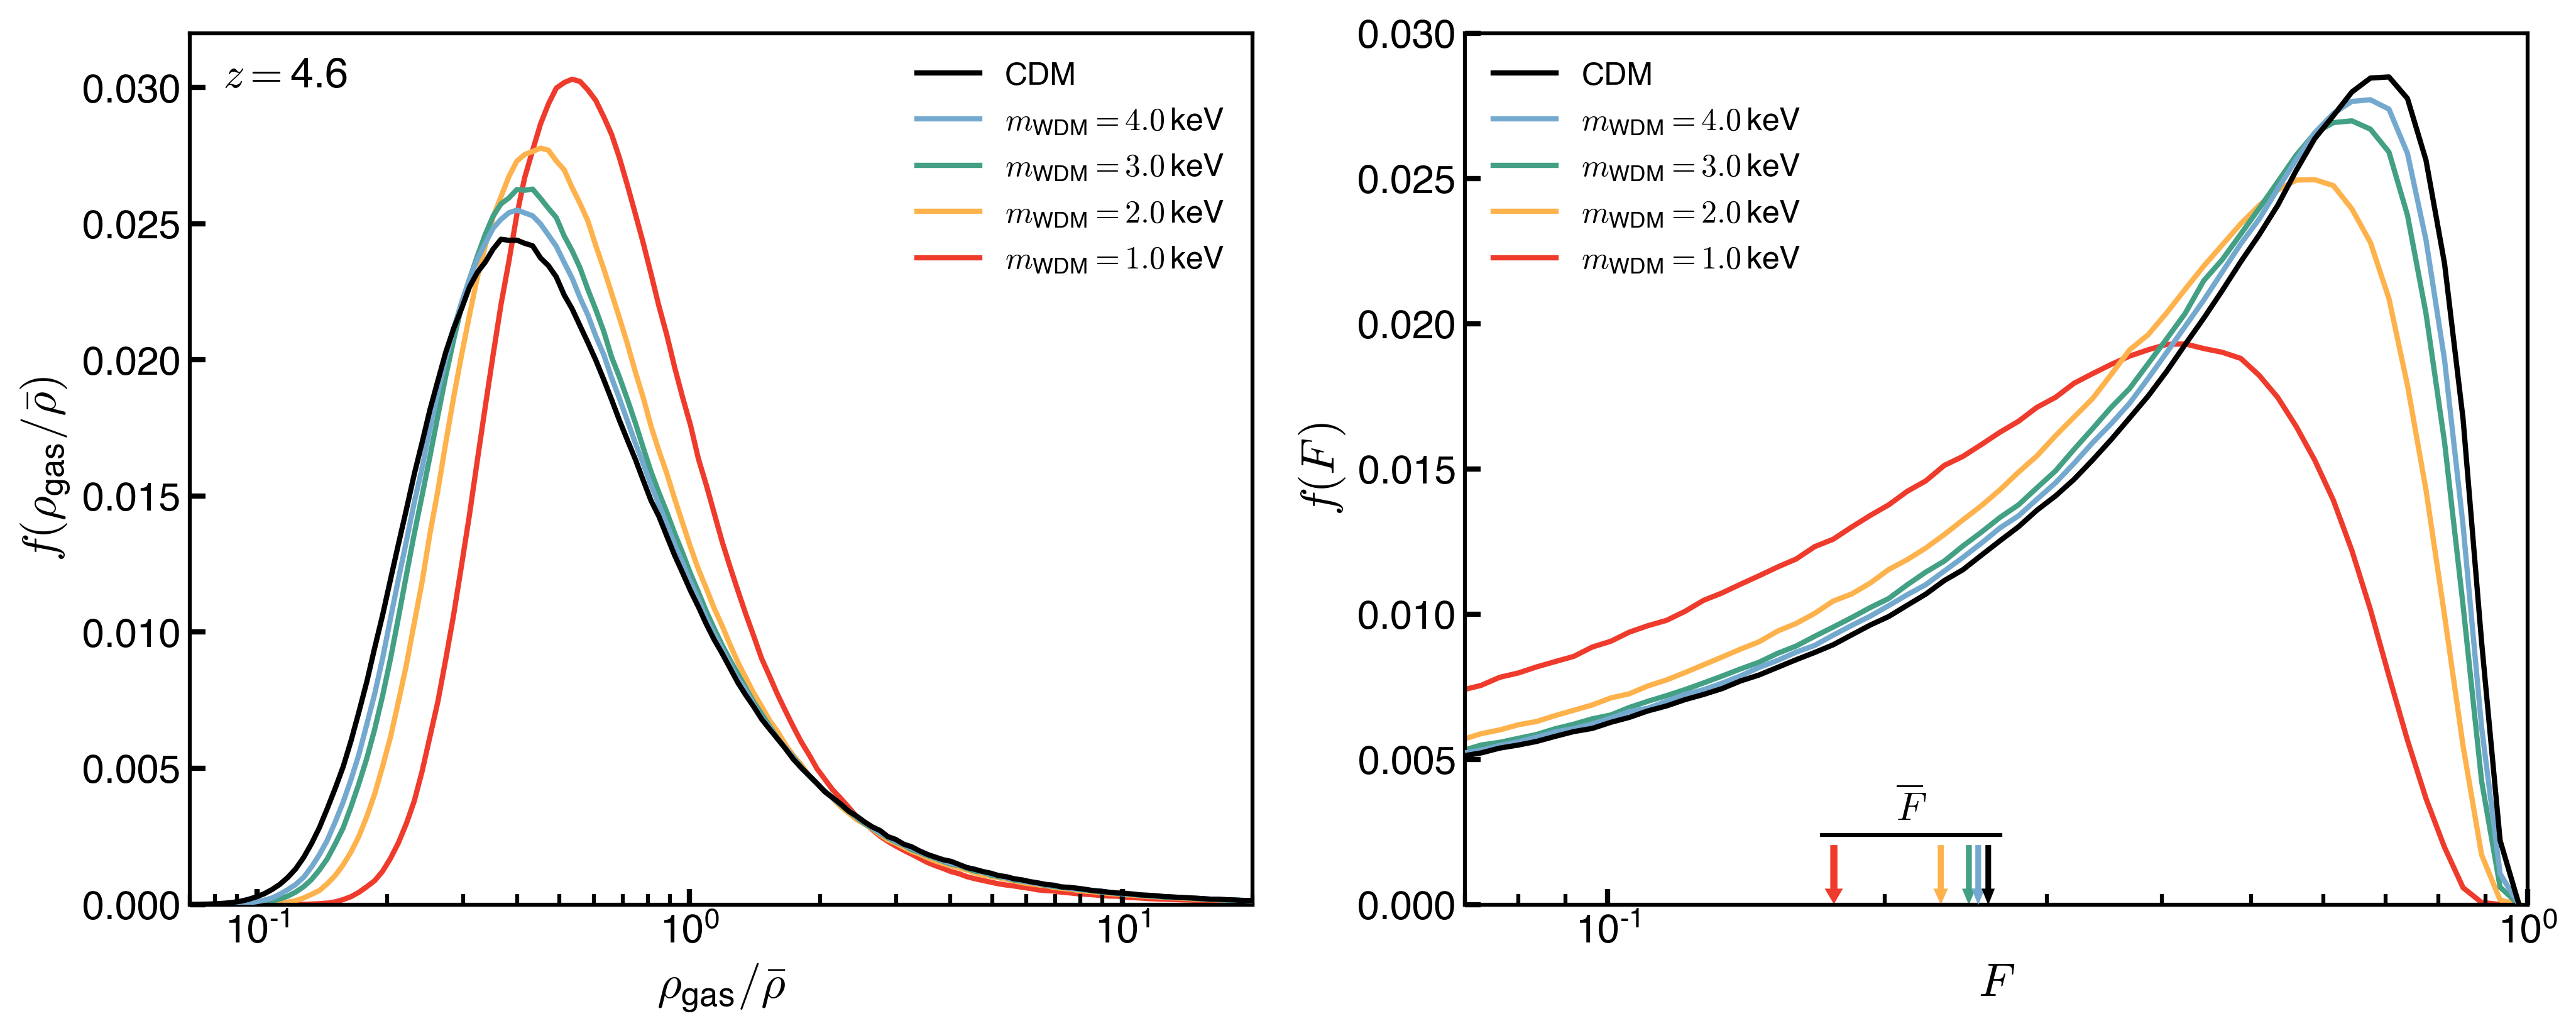 z = 4.6
CDM
m_WDM = 4.0 keV
m_WDM = 3.0 keV
m_WDM = 2.0 keV
m_WDM = 1.0 keV
0.030
0.025
0.020
0.015
0.010
0.005
0.000
f(ρ_gas/ρ̄)
10^-1
10^0
10^1
ρ_gas/ρ̄
CDM
m_WDM = 4.0 keV
m_WDM = 3.0 keV
m_WDM = 2.0 keV
m_WDM = 1.0 keV
0.030
0.025
0.020
0.015
0.010
0.005
0.000
f(F)
F̅
10^-1
10^0
F